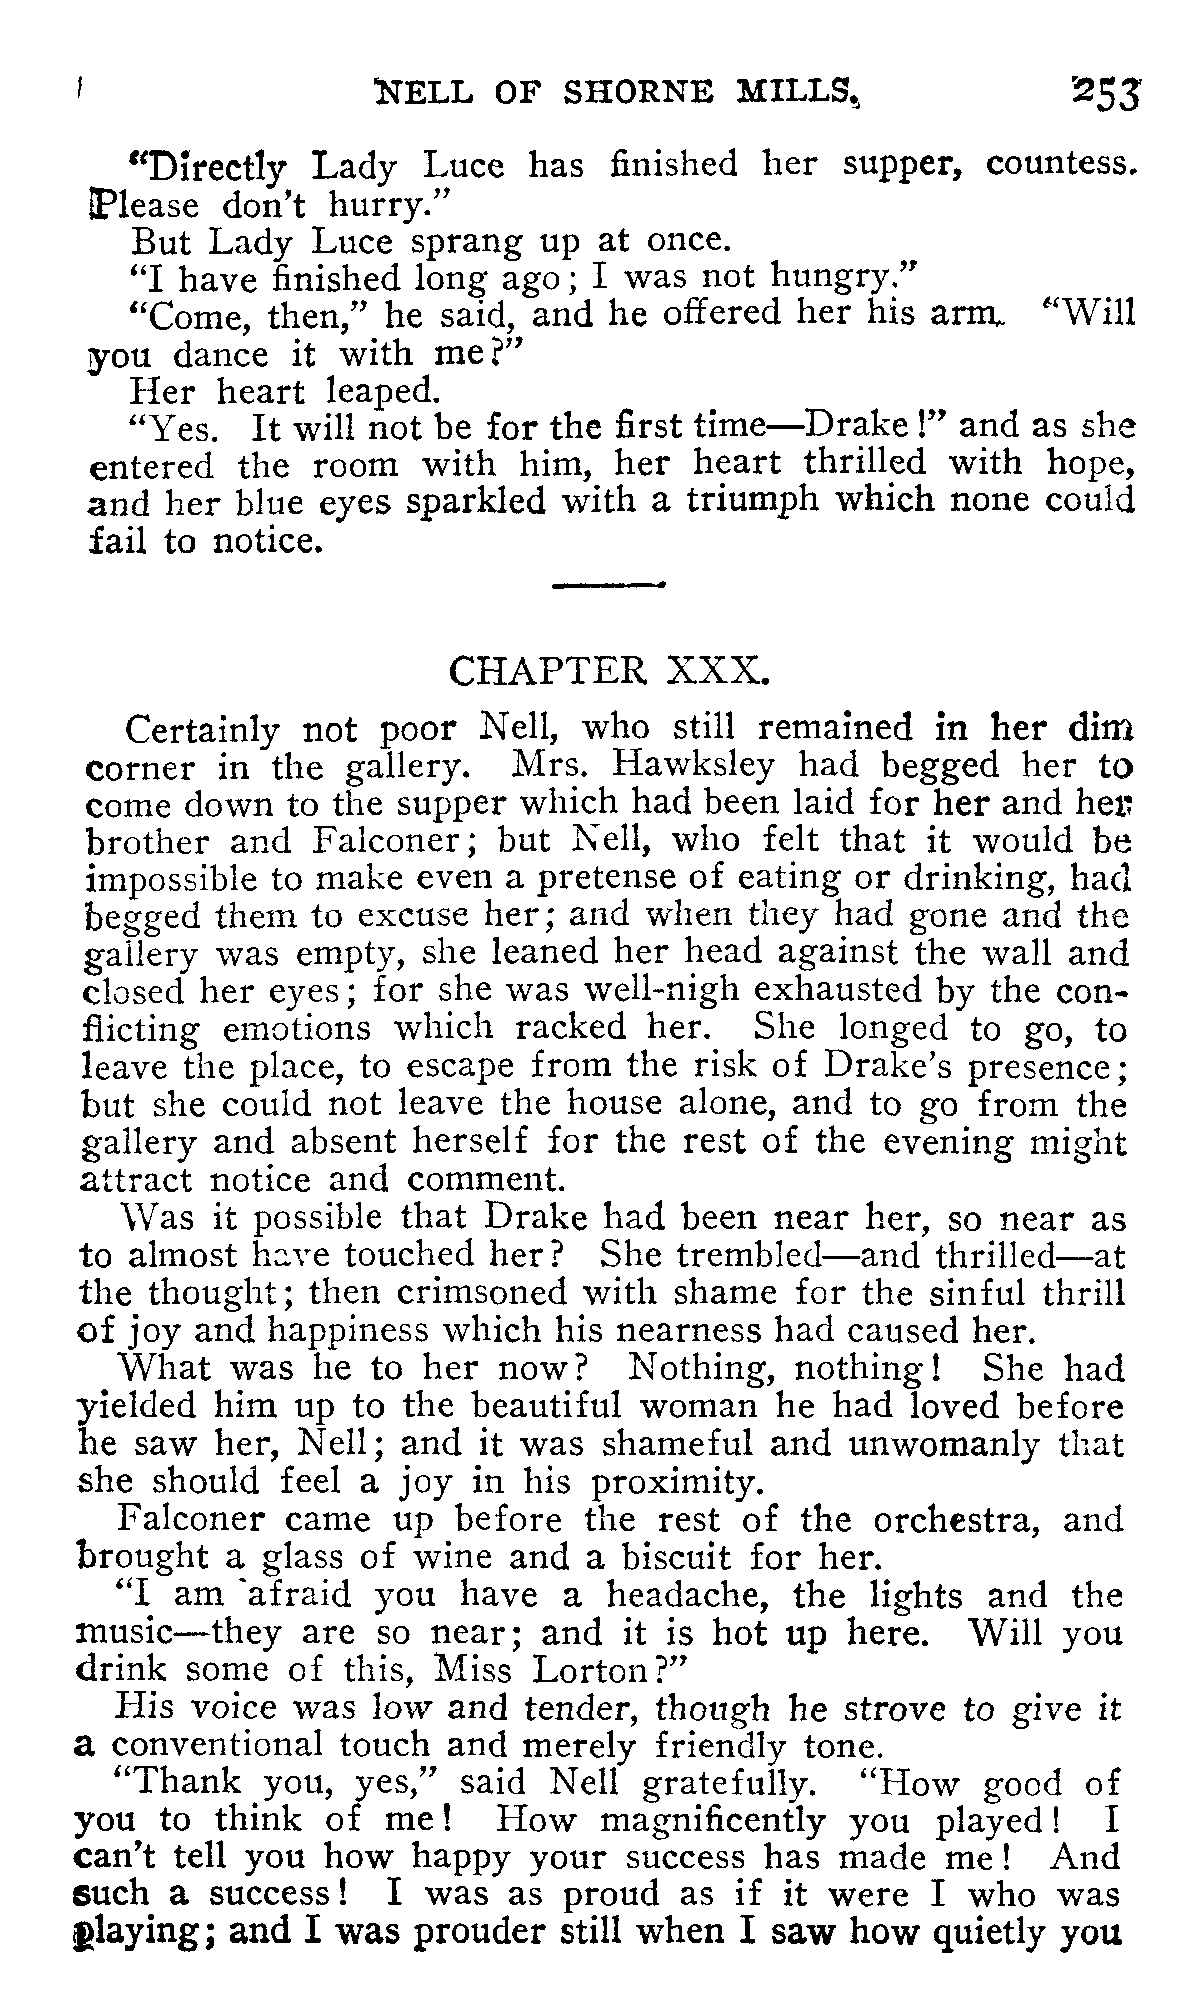 NELL OF SHORNE MILLS. 253
"Directly Lady Luce has finished her supper, countess.
Please don't hurry."
But Lady Luce sprang up at once.
"I have finished long ago; I was not hungry."
"Come, then," he said, and he offered her his arm. "Will
you dance it with me?"
Her heart leaped.
"Yes. It will not be for the first time—Drake!" and as she
entered the room with him, her heart thrilled with hope,
and her blue eyes sparkled with a triumph which none could
fail to notice.
CHAPTER XXX.
Certainly not poor Nell, who still remained in her dim
corner in the gallery. Mrs. Hawksley had begged her to
come down to the supper which had been laid for her and her
brother and Falconer; but Nell, who felt that it would be
impossible to make even a pretense of eating or drinking, had
begged them to excuse her; and when they had gone and the
gallery was empty, she leaned her head against the wall and
closed her eyes; for she was well-nigh exhausted by the con-
flicting emotions which racked her. She longed to go, to
leave the place, to escape from the risk of Drake's presence;
but she could not leave the house alone, and to go from the
gallery and absent herself for the rest of the evening might
attract notice and comment.
Was it possible that Drake had been near her, so near as
to almost have touched her? She trembled—and thrilled—at
the thought; then crimsoned with shame for the sinful thrill
of joy and happiness which his nearness had caused her.
What was he to her now? Nothing, nothing! She had
yielded him up to the beautiful woman he had loved before
he saw her, Nell; and it was shameful and unwomanly that
she should feel a joy in his proximity.
Falconer came up before the rest of the orchestra, and
brought a glass of wine and a biscuit for her.
"I am afraid you have a headache, the lights and the
music—they are so near; and it is hot up here. Will you
drink some of this, Miss Lorton?"
His voice was low and tender, though he strove to give it
a conventional touch and merely friendly tone.
"Thank you, yes," said Nell gratefully. "How good of
you to think of me! How magnificently you played! I
can't tell you how happy your success has made me! And
such a success! I was as proud as if it were I who was
playing; and I was prouder still when I saw how quietly you